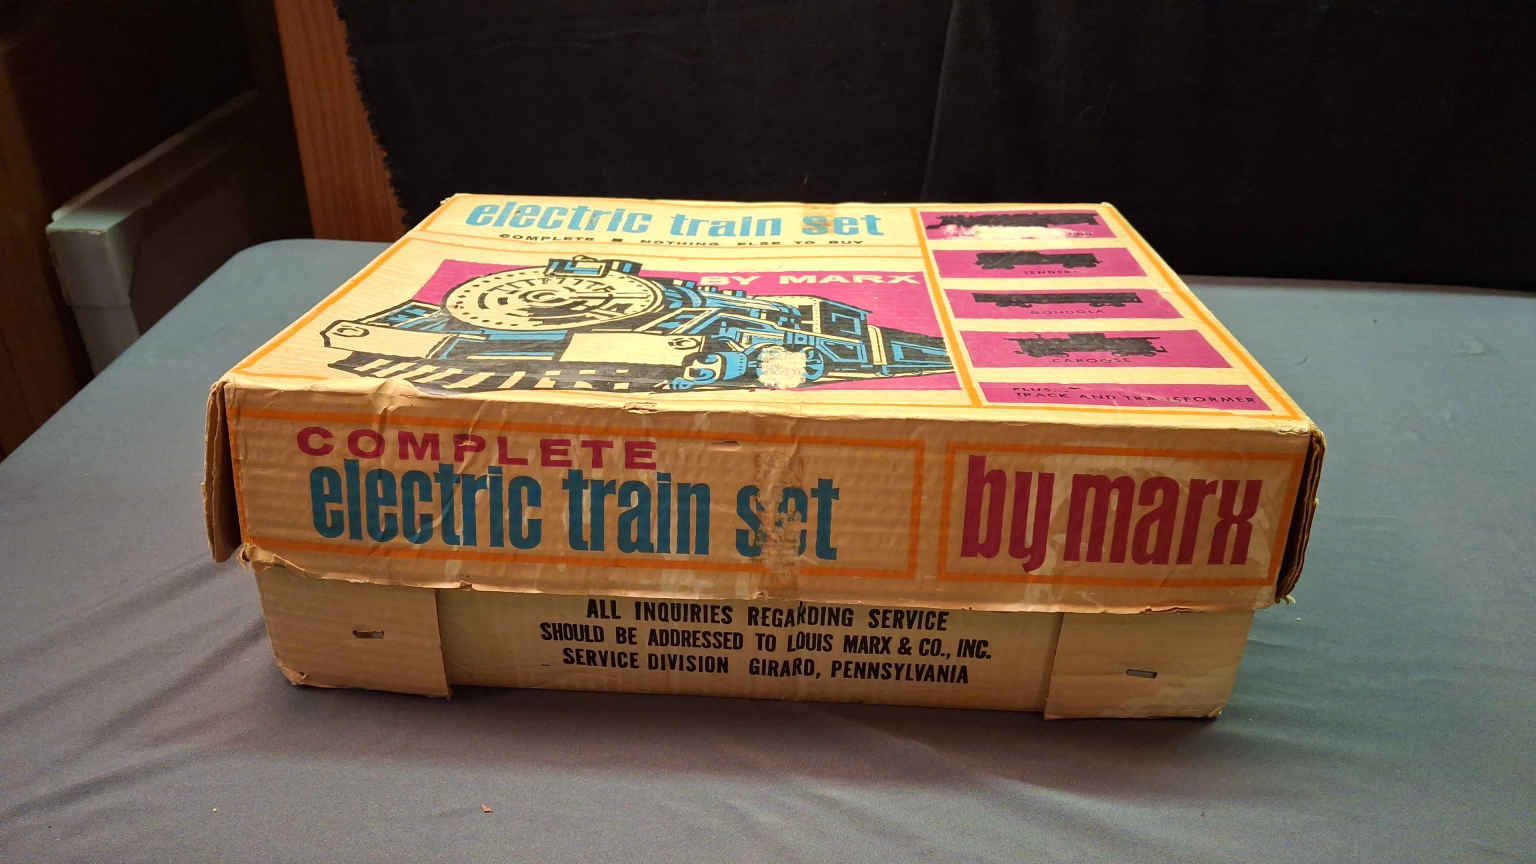 electric train set
COMPLETE ■ NOTHING ELSE TO BUY
BY MARX
TENDER
GONDOLA
CABOOSE
PLUS
TRACK AND TRANSFORMER
COMPLETE
electric train set
by marx
ALL INQUIRIES REGARDING SERVICE
SHOULD BE ADDRESSED TO LOUIS MARX & CO., INC.
SERVICE DIVISION GIRARD, PENNSYLVANIA